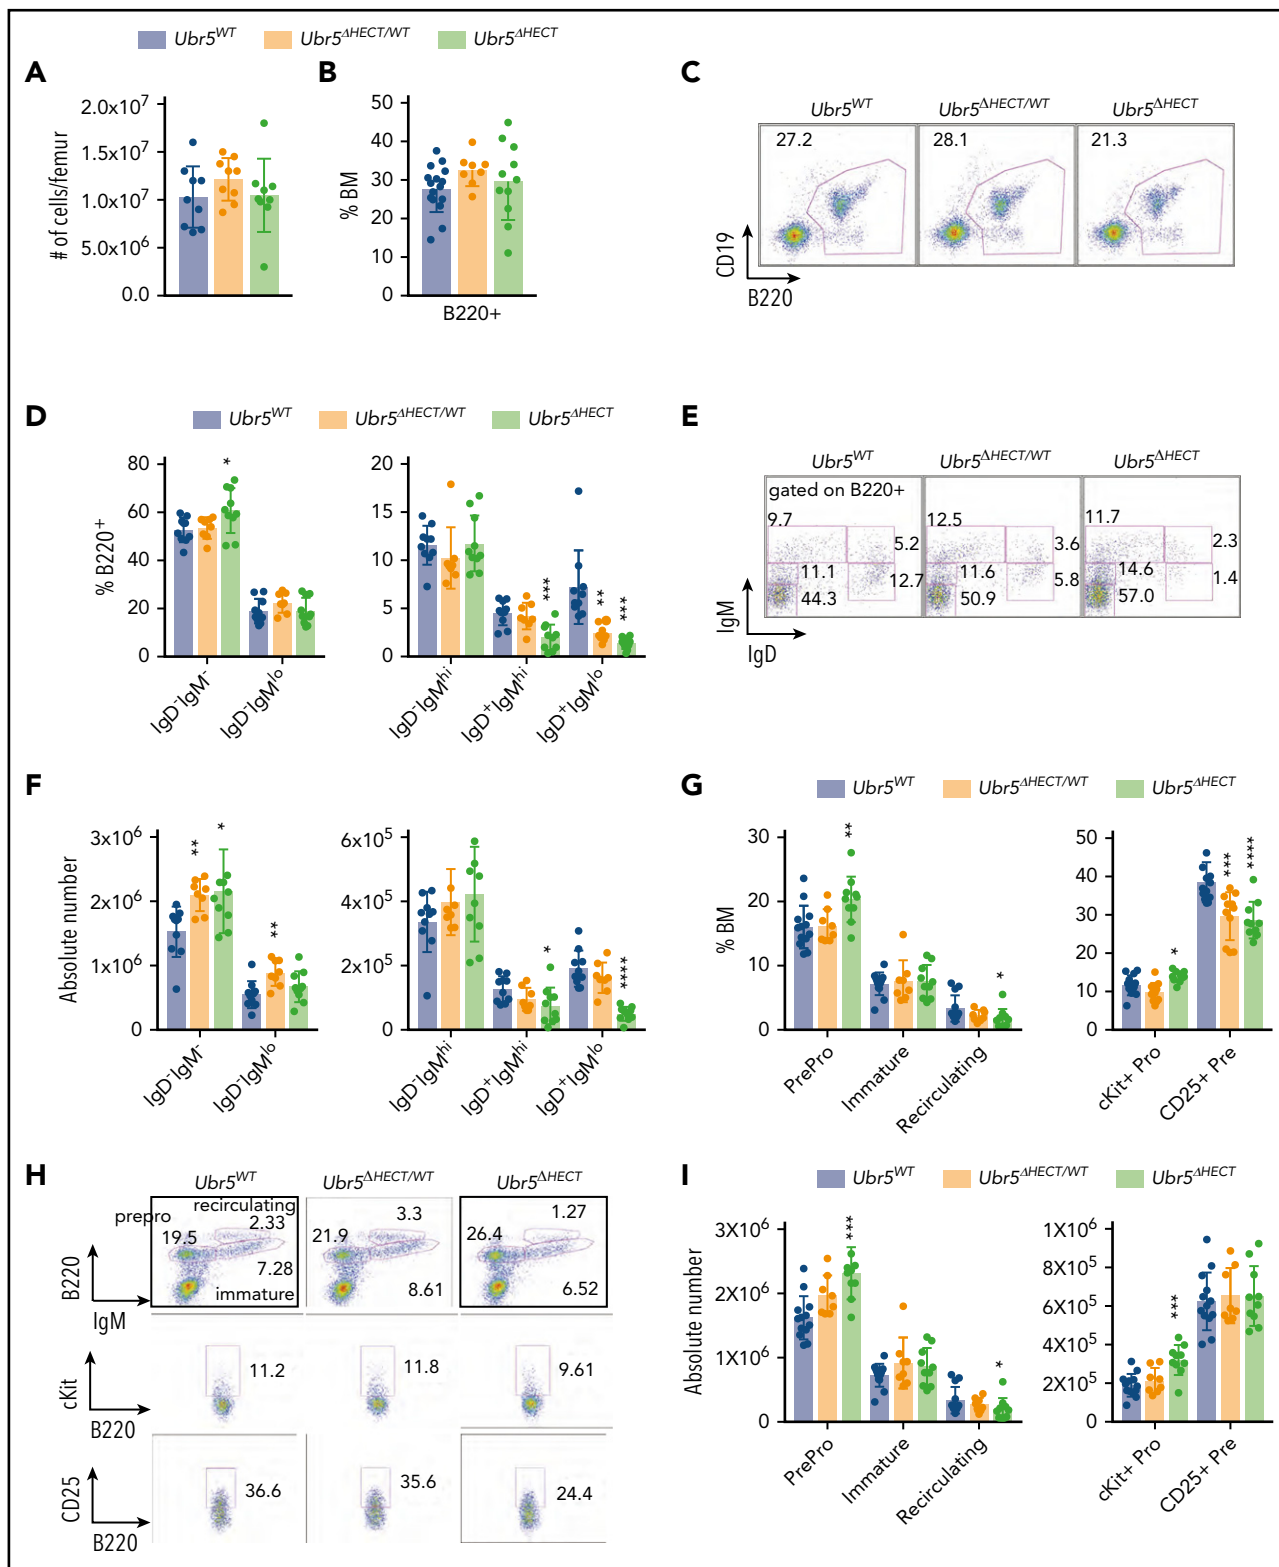 Ubr5WT Ubr5ΔHECT/WT Ubr5ΔHECT
A
# of cells/femur
2.0x10⁷
1.5x10⁷
1.0x10⁷
5.0x10⁶
0.0
B
% BM
50
40
30
20
10
0
B220+
C
Ubr5WT Ubr5ΔHECT/WT Ubr5ΔHECT
27.2 28.1 21.3
CD19
B220
D
Ubr5WT Ubr5ΔHECT/WT Ubr5ΔHECT
% B220⁺
80
60
40
20
0
*
IgD⁻IgM⁻
IgD⁻IgMlo
20
15
10
5
0
***
**
***
IgD⁻IgMhi
IgD⁺IgMhi
IgD⁺IgMlo
E
Ubr5WT Ubr5ΔHECT/WT Ubr5ΔHECT
gated on B220+
9.7 12.5 11.7
5.2 3.6 2.3
11.1 11.6 14.6
12.7 5.8 1.4
44.3 50.9 57.0
IgM
IgD
F
Absolute number
3x10⁶
2x10⁶
1x10⁶
0
**
*
**
IgD⁻IgM⁻
IgD⁻IgMlo
6x10⁵
4x10⁵
2x10⁵
0
*
****
IgD⁻IgMhi
IgD⁺IgMhi
IgD⁺IgMlo
G
Ubr5WT Ubr5ΔHECT/WT Ubr5ΔHECT
% BM
30
20
10
0
**
*
PrePro
Immature
Recirculating
50
40
30
20
10
0
*
***
****
cKit+ Pro
CD25+ Pre
H
Ubr5WT Ubr5ΔHECT/WT Ubr5ΔHECT
recirculating
prepro 2.33 3.3 1.27
19.5 21.9 26.4
7.28 8.61 6.52
immature
B220
IgM
11.2 11.8 9.61
cKit
B220
36.6 35.6 24.4
CD25
B220
I
Ubr5WT Ubr5ΔHECT/WT Ubr5ΔHECT
Absolute number
3X10⁶
2X10⁶
1X10⁶
0
***
*
PrePro
Immature
Recirculating
1X10⁶
8X10⁵
6X10⁵
4X10⁵
2X10⁵
0
***
cKit+ Pro
CD25+ Pre